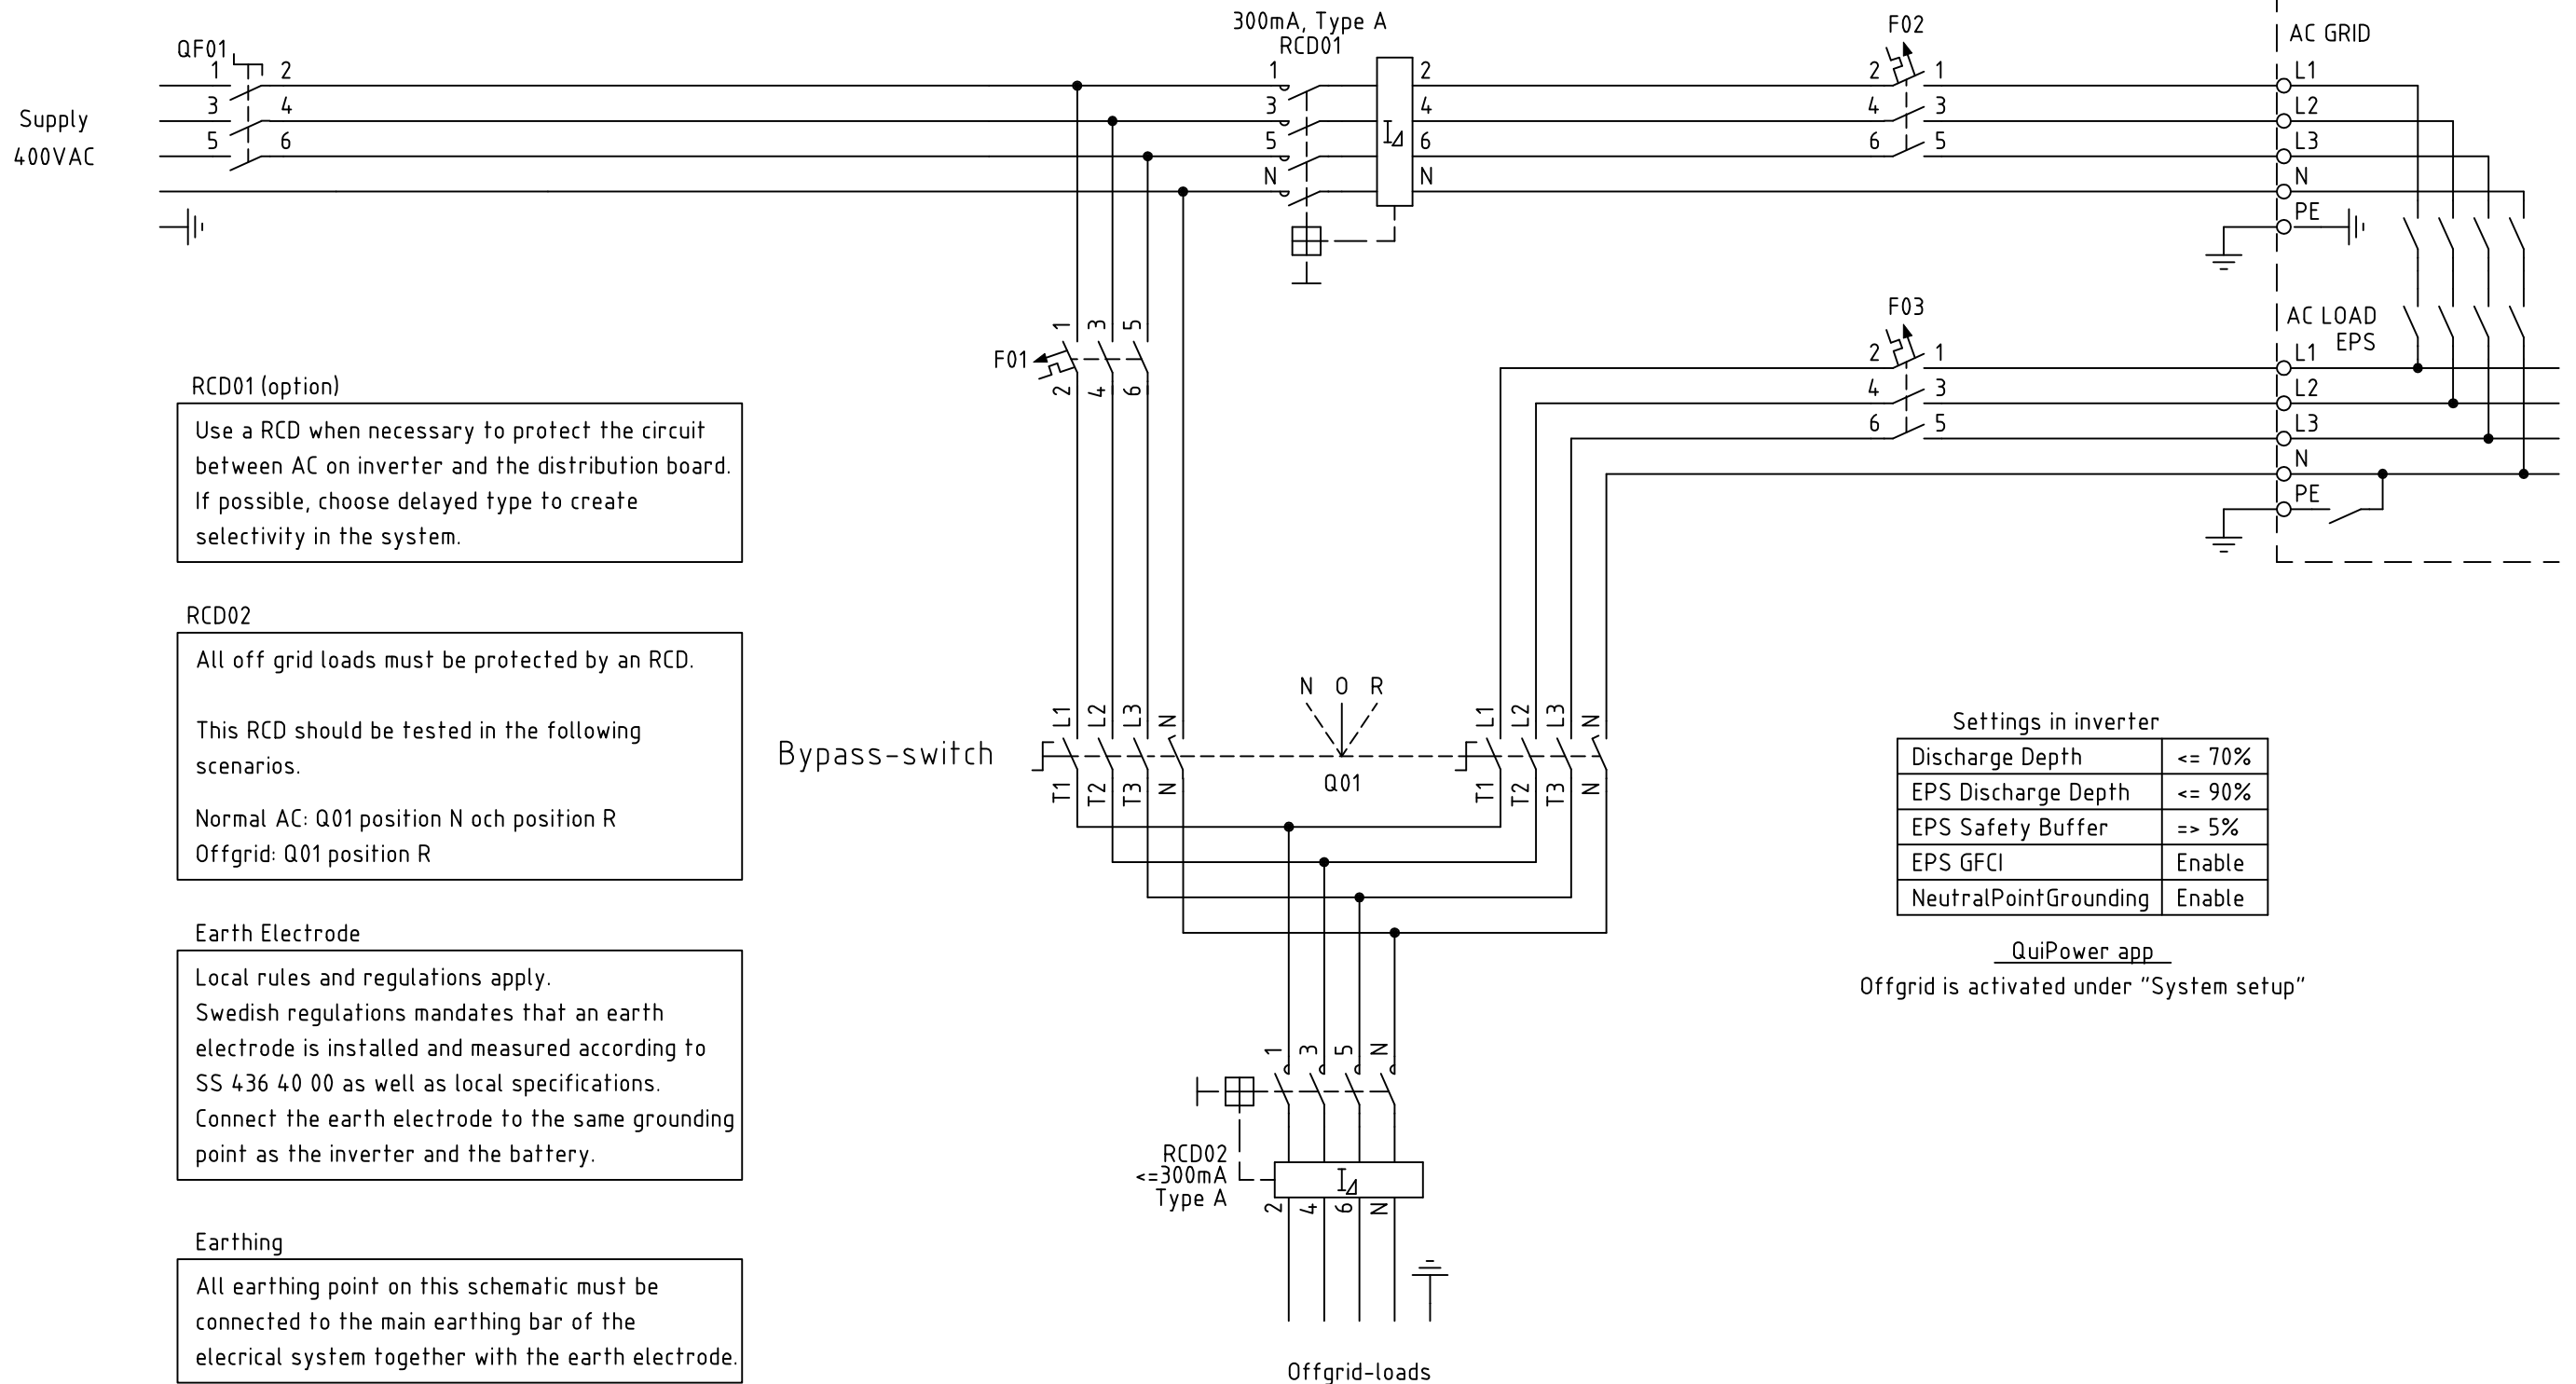 300mA, Type A
RCD01
QF01
1 2
3 4
5 6
Supply
400VAC
1 2
3 4
5 6
N N
I⊿
F02
2 1
4 3
6 5
AC GRID
L1
L2
L3
N
PE
F03
2 1
4 3
6 5
AC LOAD
EPS
L1
L2
L3
N
PE
F01
1 3 5
2 4 6
RCD01 (option)
Use a RCD when necessary to protect the circuit
between AC on inverter and the distribution board.
If possible, choose delayed type to create
selectivity in the system.
RCD02
All off grid loads must be protected by an RCD.
This RCD should be tested in the following
scenarios.
Normal AC: Q01 position N och position R
Offgrid: Q01 position R
Earth Electrode
Local rules and regulations apply.
Swedish regulations mandates that an earth
electrode is installed and measured according to
SS 436 40 00 as well as local specifications.
Connect the earth electrode to the same grounding
point as the inverter and the battery.
Earthing
All earthing point on this schematic must be
connected to the main earthing bar of the
elecrical system together with the earth electrode.
Bypass-switch
L1 L2 L3 N
T1 T2 T3 N
N O R
Q01
L1 L2 L3 N
T1 T2 T3 N
1 3 5 N
RCD02
<=300mA
Type A
I⊿
2 4 6 N
Offgrid-loads
Settings in inverter
Discharge Depth <= 70%
EPS Discharge Depth <= 90%
EPS Safety Buffer => 5%
EPS GFCI Enable
NeutralPointGrounding Enable
QuiPower app
Offgrid is activated under "System setup"